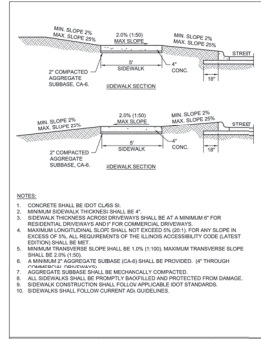 MIN. SLOPE 2%
MAX. SLOPE 25%
2.0% (1:50)
MAX SLOPE
MIN. SLOPE 2%
MAX. SLOPE 25%
STREET
5'
SIDEWALK
4"
CONC.
2" COMPACTED
AGGREGATE
SUBBASE, CA-6.
18"
SIDEWALK SECTION
MIN. SLOPE 2%
MAX. SLOPE 25%
2.0% (1:50)
MAX SLOPE
MIN. SLOPE 2%
MAX. SLOPE 25%
STREET
5'
SIDEWALK
4"
CONC.
2" COMPACTED
AGGREGATE
SUBBASE, CA-6.
18"
SIDEWALK SECTION
NOTES:
1. CONCRETE SHALL BE IDOT CLASS SI.
2. MINIMUM SIDEWALK THICKNESS SHALL BE 4".
3. SIDEWALK THICKNESS ACROSS DRIVEWAYS SHALL BE AT A MINIMUM 6" FOR
RESIDENTIAL DRIVEWAYS AND FOR COMMERCIAL DRIVEWAYS.
4. MAXIMUM LONGITUDINAL SLOPE SHALL NOT EXCEED 5% (20:1). FOR ANY SLOPE IN
EXCESS OF 5%, ALL REQUIREMENTS OF THE ILLINOIS ACCESSIBILITY CODE (LATEST
EDITION) SHALL BE MET.
5. MINIMUM TRANSVERSE SLOPE SHALL BE 1.0% (1:100). MAXIMUM TRANSVERSE SLOPE
SHALL BE 2.0% (1:50).
6. A MINIMUM 2" AGGREGATE SUBBASE (CA-6) SHALL BE PROVIDED. (4" THROUGH
COMMERCIAL DRIVEWAYS)
7. AGGREGATE SUBBASE SHALL BE MECHANICALLY COMPACTED.
8. ALL SIDEWALKS SHALL BE PROMPTLY BACKFILLED AND PROTECTED FROM DAMAGE.
9. SIDEWALK CONSTRUCTION SHALL FOLLOW APPLICABLE IDOT STANDARDS.
10. SIDEWALKS SHALL FOLLOW CURRENT ADA GUIDELINES.